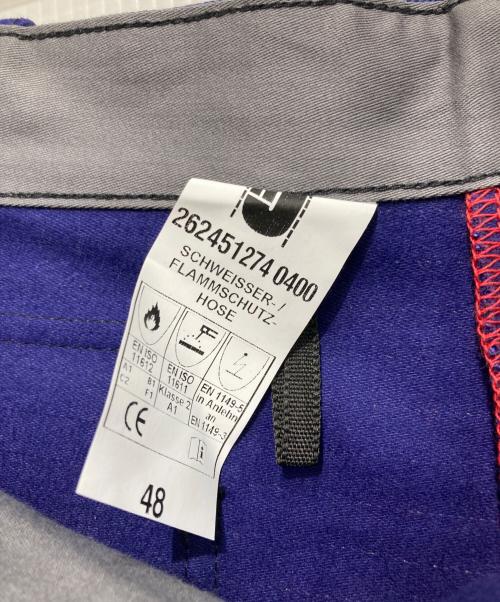 262451274 0400
SCHWEISSER-/
FLAMMSCHUTZ-
HOSE
EN ISO
11612
A1 B1
C2 F1
EN ISO
11611
Klasse 2
A1
EN 1149-5
in Anlehn
an
EN 1149-3
CE
i
48